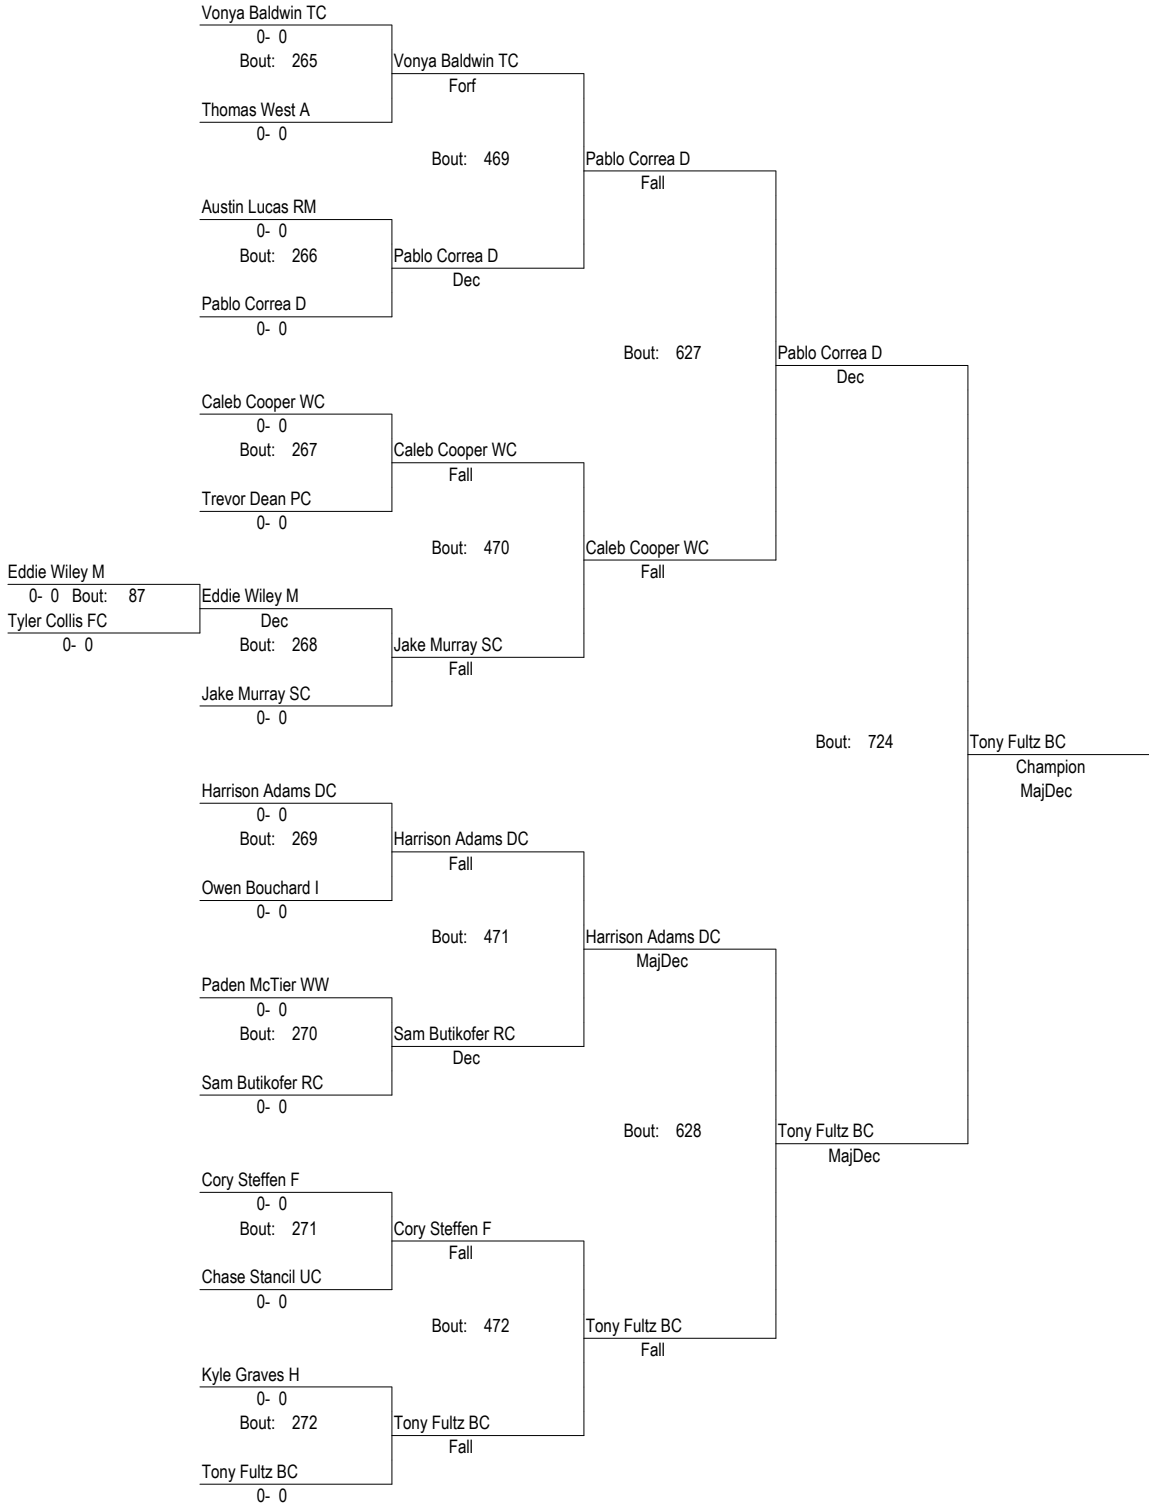 Vonya Baldwin TC
0- 0
Bout: 265
Vonya Baldwin TC
Forf
Thomas West A
0- 0
Bout: 469
Pablo Correa D
Fall
Austin Lucas RM
0- 0
Bout: 266
Pablo Correa D
Dec
Pablo Correa D
0- 0
Bout: 627
Pablo Correa D
Dec
Caleb Cooper WC
0- 0
Bout: 267
Caleb Cooper WC
Fall
Trevor Dean PC
0- 0
Bout: 470
Caleb Cooper WC
Fall
Eddie Wiley M
0- 0 Bout: 87
Tyler Collis FC
0- 0
Eddie Wiley M
Dec
Bout: 268
Jake Murray SC
Fall
Jake Murray SC
0- 0
Bout: 724
Tony Fultz BC
Champion
MajDec
Harrison Adams DC
0- 0
Bout: 269
Harrison Adams DC
Fall
Owen Bouchard I
0- 0
Bout: 471
Harrison Adams DC
MajDec
Paden McTier WW
0- 0
Bout: 270
Sam Butikofer RC
Dec
Sam Butikofer RC
0- 0
Bout: 628
Tony Fultz BC
MajDec
Cory Steffen F
0- 0
Bout: 271
Cory Steffen F
Fall
Chase Stancil UC
0- 0
Bout: 472
Tony Fultz BC
Fall
Kyle Graves H
0- 0
Bout: 272
Tony Fultz BC
Fall
Tony Fultz BC
0- 0